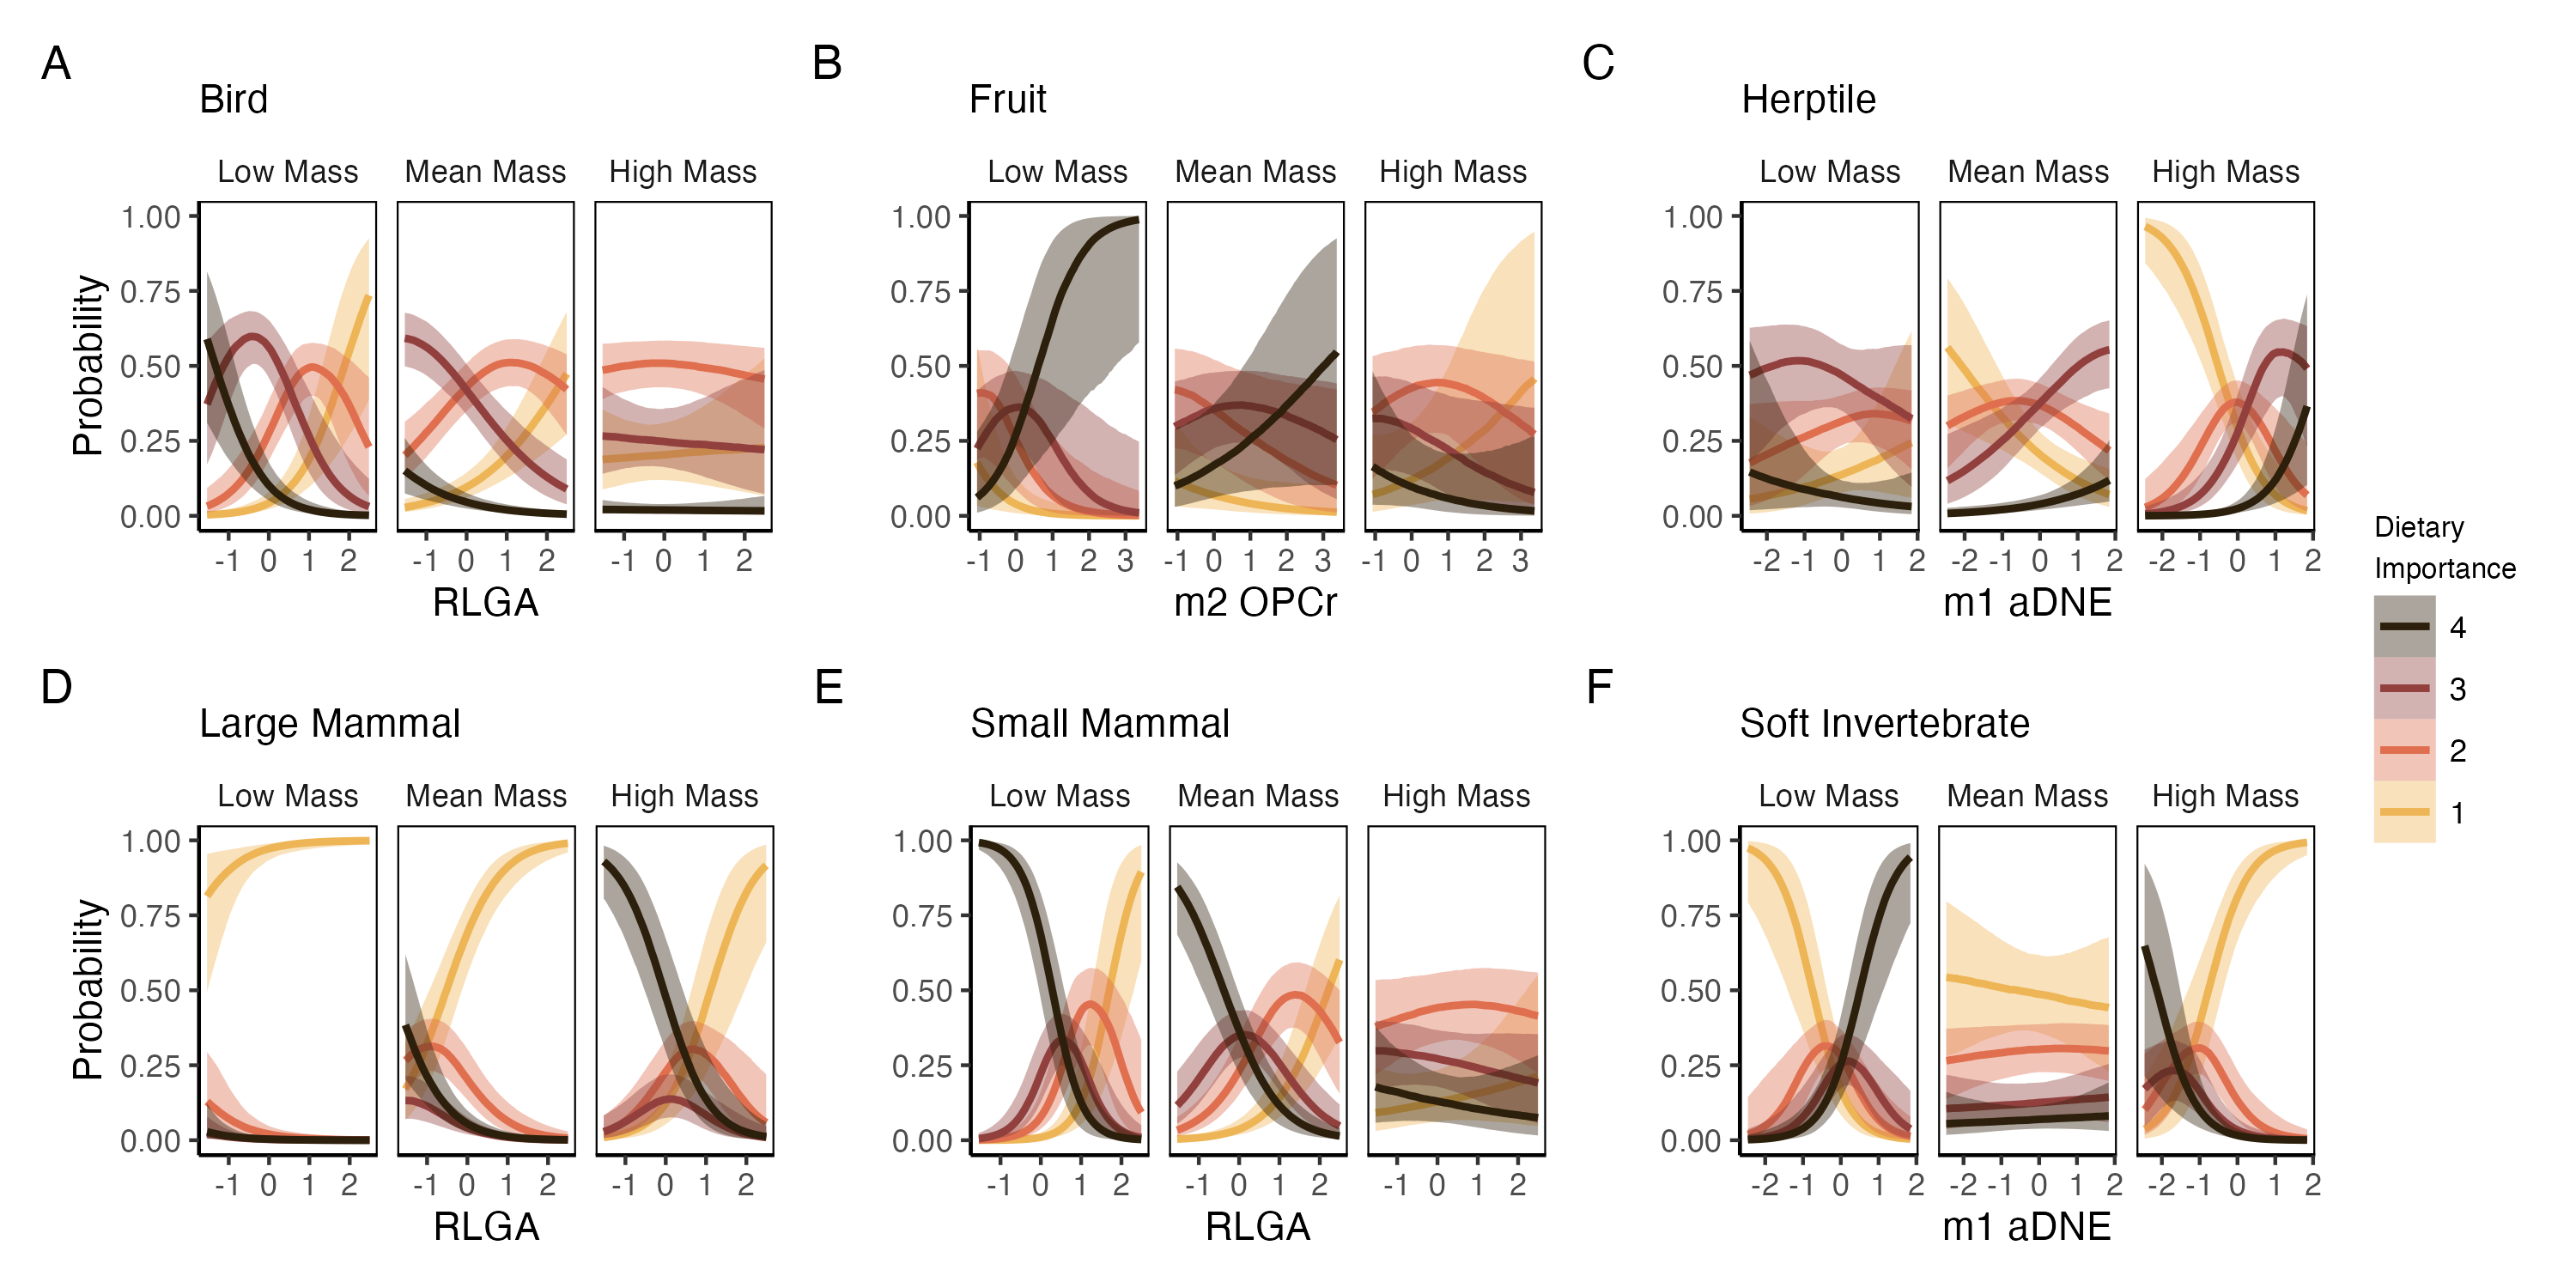 A
Bird
Low Mass Mean Mass High Mass
1.00
0.75
0.50
0.25
0.00
Probability
-1 0 1 2 -1 0 1 2 -1 0 1 2
RLGA
B
Fruit
Low Mass Mean Mass High Mass
1.00
0.75
0.50
0.25
0.00
-1 0 1 2 3 -1 0 1 2 3 -1 0 1 2 3
m2 OPCr
C
Herptile
Low Mass Mean Mass High Mass
1.00
0.75
0.50
0.25
0.00
-2 -1 0 1 2 -2 -1 0 1 2 -2 -1 0 1 2
m1 aDNE
D
Large Mammal
Low Mass Mean Mass High Mass
1.00
0.75
0.50
0.25
0.00
Probability
-1 0 1 2 -1 0 1 2 -1 0 1 2
RLGA
E
Small Mammal
Low Mass Mean Mass High Mass
1.00
0.75
0.50
0.25
0.00
-1 0 1 2 -1 0 1 2 -1 0 1 2
RLGA
F
Soft Invertebrate
Low Mass Mean Mass High Mass
1.00
0.75
0.50
0.25
0.00
-2 -1 0 1 2 -2 -1 0 1 2 -2 -1 0 1 2
m1 aDNE
Dietary
Importance
4
3
2
1